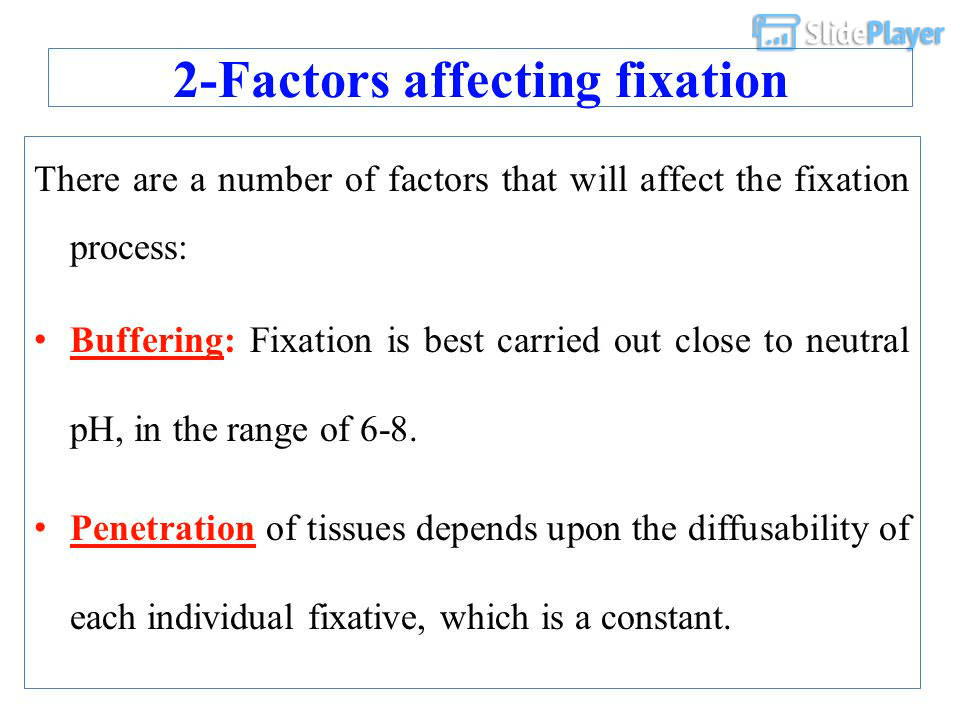 SlidePlayer
2-Factors affecting fixation
There are a number of factors that will affect the fixation
process:
• Buffering: Fixation is best carried out close to neutral
pH, in the range of 6-8.
• Penetration of tissues depends upon the diffusability of
each individual fixative, which is a constant.